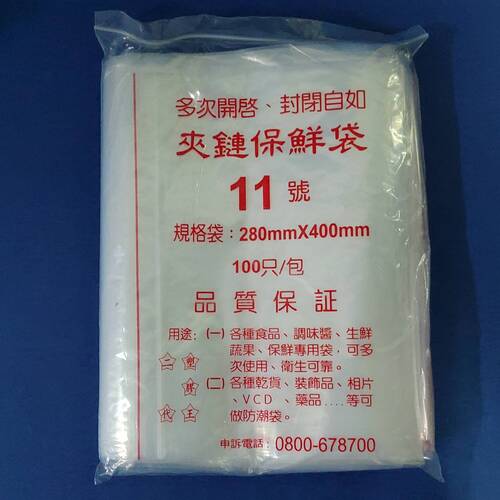 多次開啓、封閉自如
夾鏈保鮮袋
11號
規格袋：280mmX400mm
100只/包
品質保証
用途：(一)各種食品、調味醬、生鮮
蔬果、保鮮專用袋，可多
次使用、衛生可靠。
(二)各種乾貨、裝飾品、相片
、VCD、藥品....等可
做防潮袋。
申訴電話：0800-678700